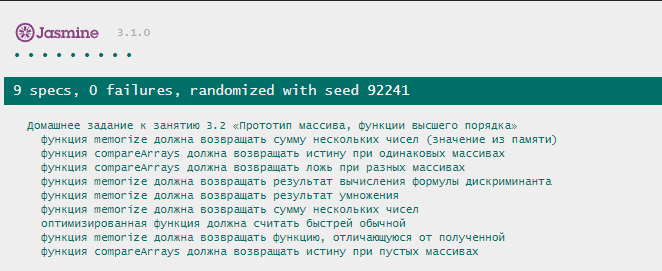 Jasmine 3.1.0
• • • • • • • • •
9 specs, 0 failures, randomized with seed 92241
Домашнее задание к занятию 3.2 «Прототип массива, функции высшего порядка»
функция memorize должна возвращать сумму нескольких чисел (значение из памяти)
функция compareArrays должна возвращать истину при одинаковых массивах
функция compareArrays должна возвращать ложь при разных массивах
функция memorize должна возвращать результат вычисления формулы дискриминанта
функция memorize должна возвращать результат умножения
функция memorize должна возвращать сумму нескольких чисел
оптимизированная функция должна считать быстрей обычной
функция memorize должна возвращать функцию, отличающуюся от полученной
функция compareArrays должна возвращать истину при пустых массивах